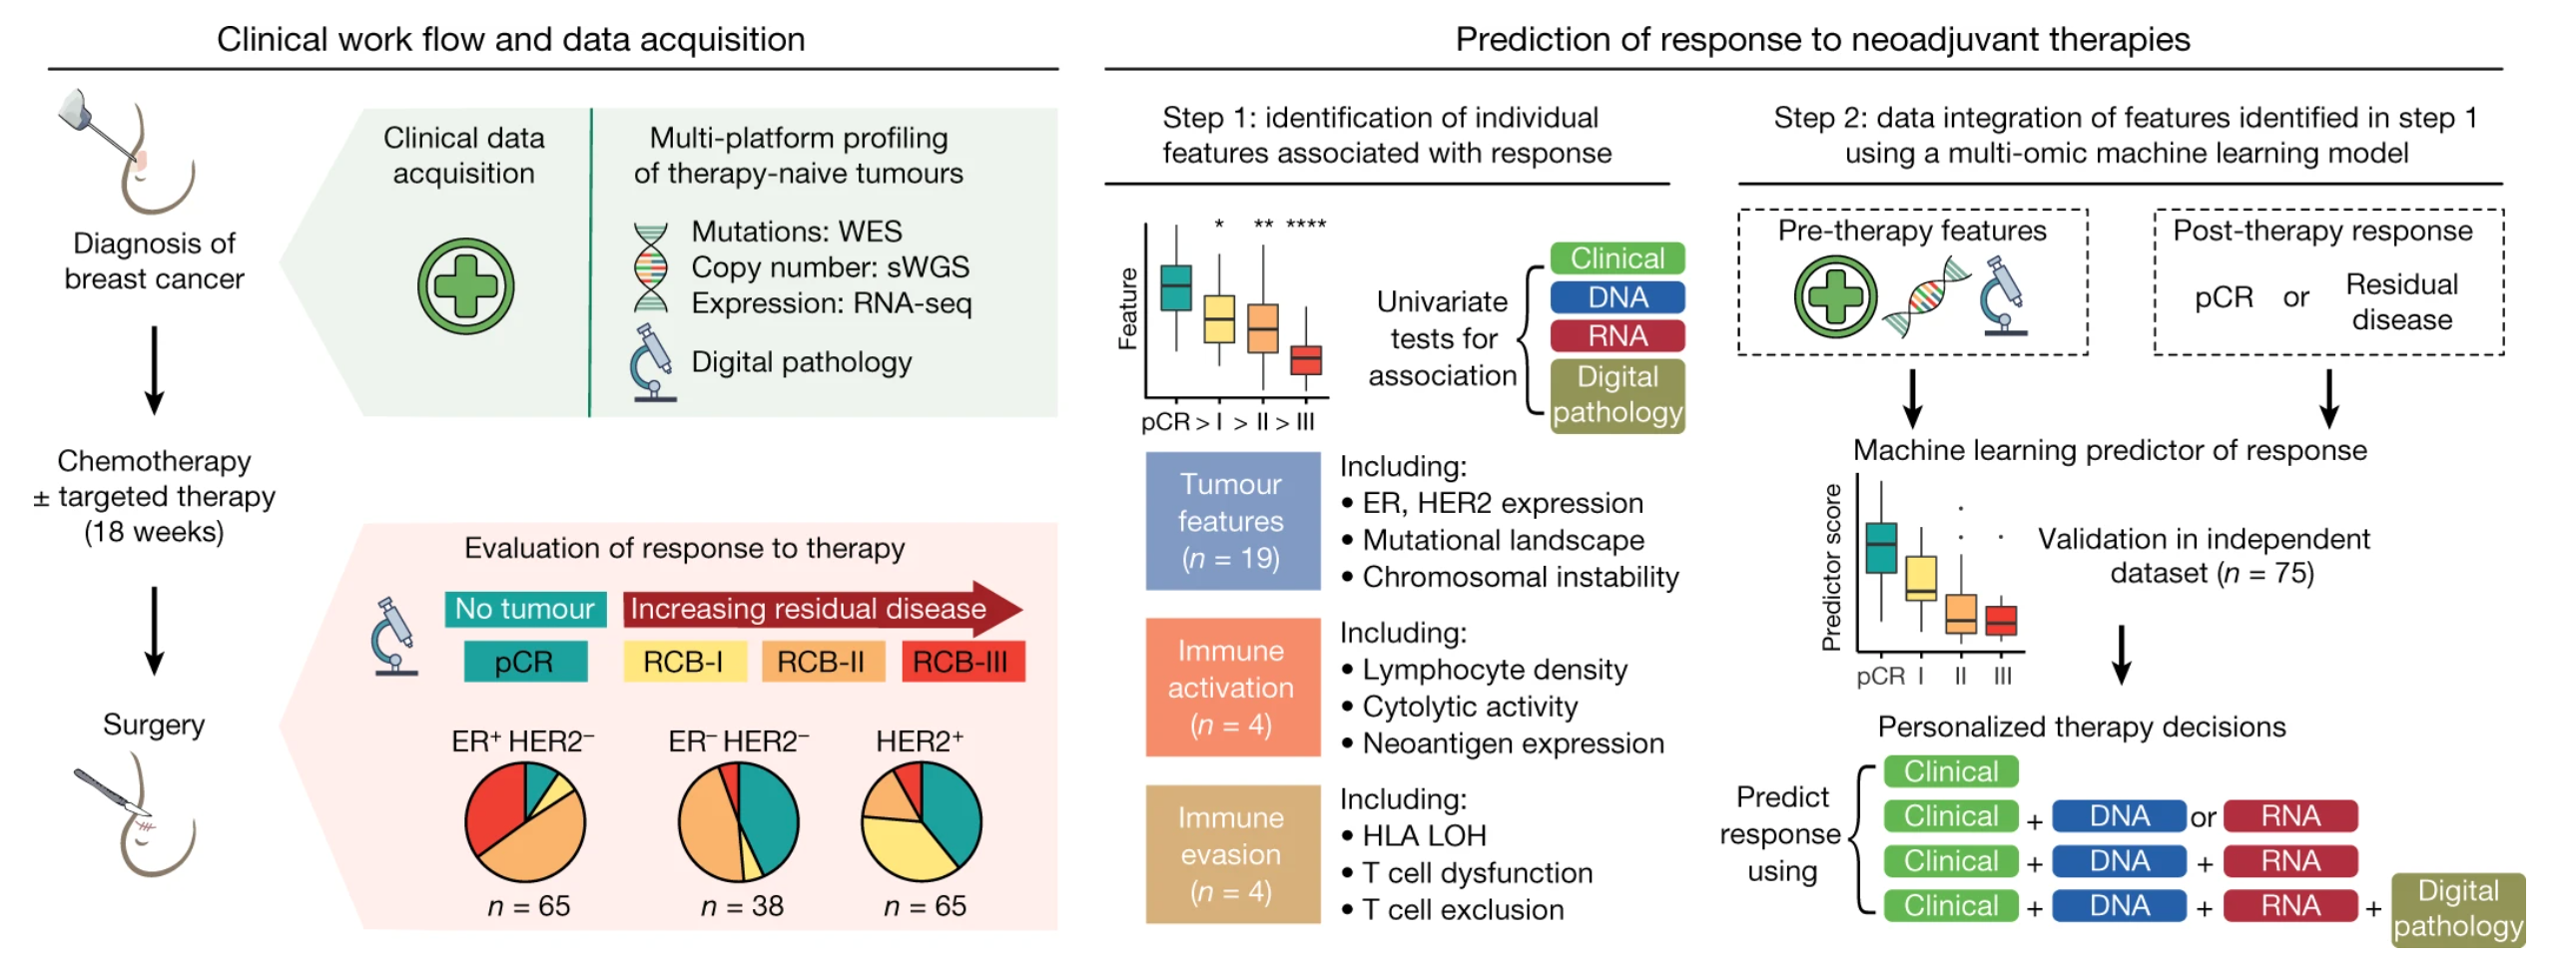 Clinical work flow and data acquisition
Diagnosis of
breast cancer
Chemotherapy
± targeted therapy
(18 weeks)
Surgery
Clinical data
acquisition
Multi-platform profiling
of therapy-naive tumours
Mutations: WES
Copy number: sWGS
Expression: RNA-seq
Digital pathology
Evaluation of response to therapy
No tumour
Increasing residual disease
pCR
RCB-I
RCB-II
RCB-III
ER⁺ HER2⁻
ER⁻ HER2⁻
HER2⁺
n = 65
n = 38
n = 65
Prediction of response to neoadjuvant therapies
Step 1: identification of individual
features associated with response
* ** ****
Feature
pCR > I > II > III
Univariate
tests for
association
Clinical
DNA
RNA
Digital
pathology
Tumour
features
(n = 19)
Including:
• ER, HER2 expression
• Mutational landscape
• Chromosomal instability
Immune
activation
(n = 4)
Including:
• Lymphocyte density
• Cytolytic activity
• Neoantigen expression
Immune
evasion
(n = 4)
Including:
• HLA LOH
• T cell dysfunction
• T cell exclusion
Step 2: data integration of features identified in step 1
using a multi-omic machine learning model
Pre-therapy features
Post-therapy response
pCR or Residual
disease
Machine learning predictor of response
Predictor score
pCR I II III
Validation in independent
dataset (n = 75)
Personalized therapy decisions
Predict
response
using
Clinical
Clinical + DNA or RNA
Clinical + DNA + RNA
Clinical + DNA + RNA + Digital
pathology